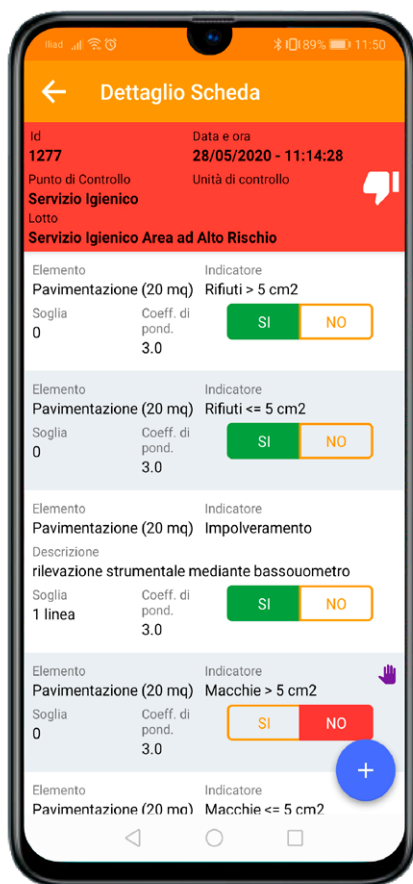 Iliad 89% 11:50
Dettaglio Scheda
Id Data e ora
1277 28/05/2020 - 11:14:28
Punto di Controllo Unità di controllo
Servizio Igienico
Lotto
Servizio Igienico Area ad Alto Rischio
Elemento Indicatore
Pavimentazione (20 mq) Rifiuti > 5 cm2
Soglia Coeff. di pond. SI NO
0 3.0
Elemento Indicatore
Pavimentazione (20 mq) Rifiuti <= 5 cm2
Soglia Coeff. di pond. SI NO
0 3.0
Elemento Indicatore
Pavimentazione (20 mq) Impolveramento
Descrizione
rilevazione strumentale mediante bassouometro
Soglia Coeff. di pond. SI NO
1 linea 3.0
Elemento Indicatore
Pavimentazione (20 mq) Macchie > 5 cm2
Soglia Coeff. di pond. SI NO
0 3.0
+
Elemento Indicatore
Pavimentazione (20 mq) Macchie <= 5 cm2